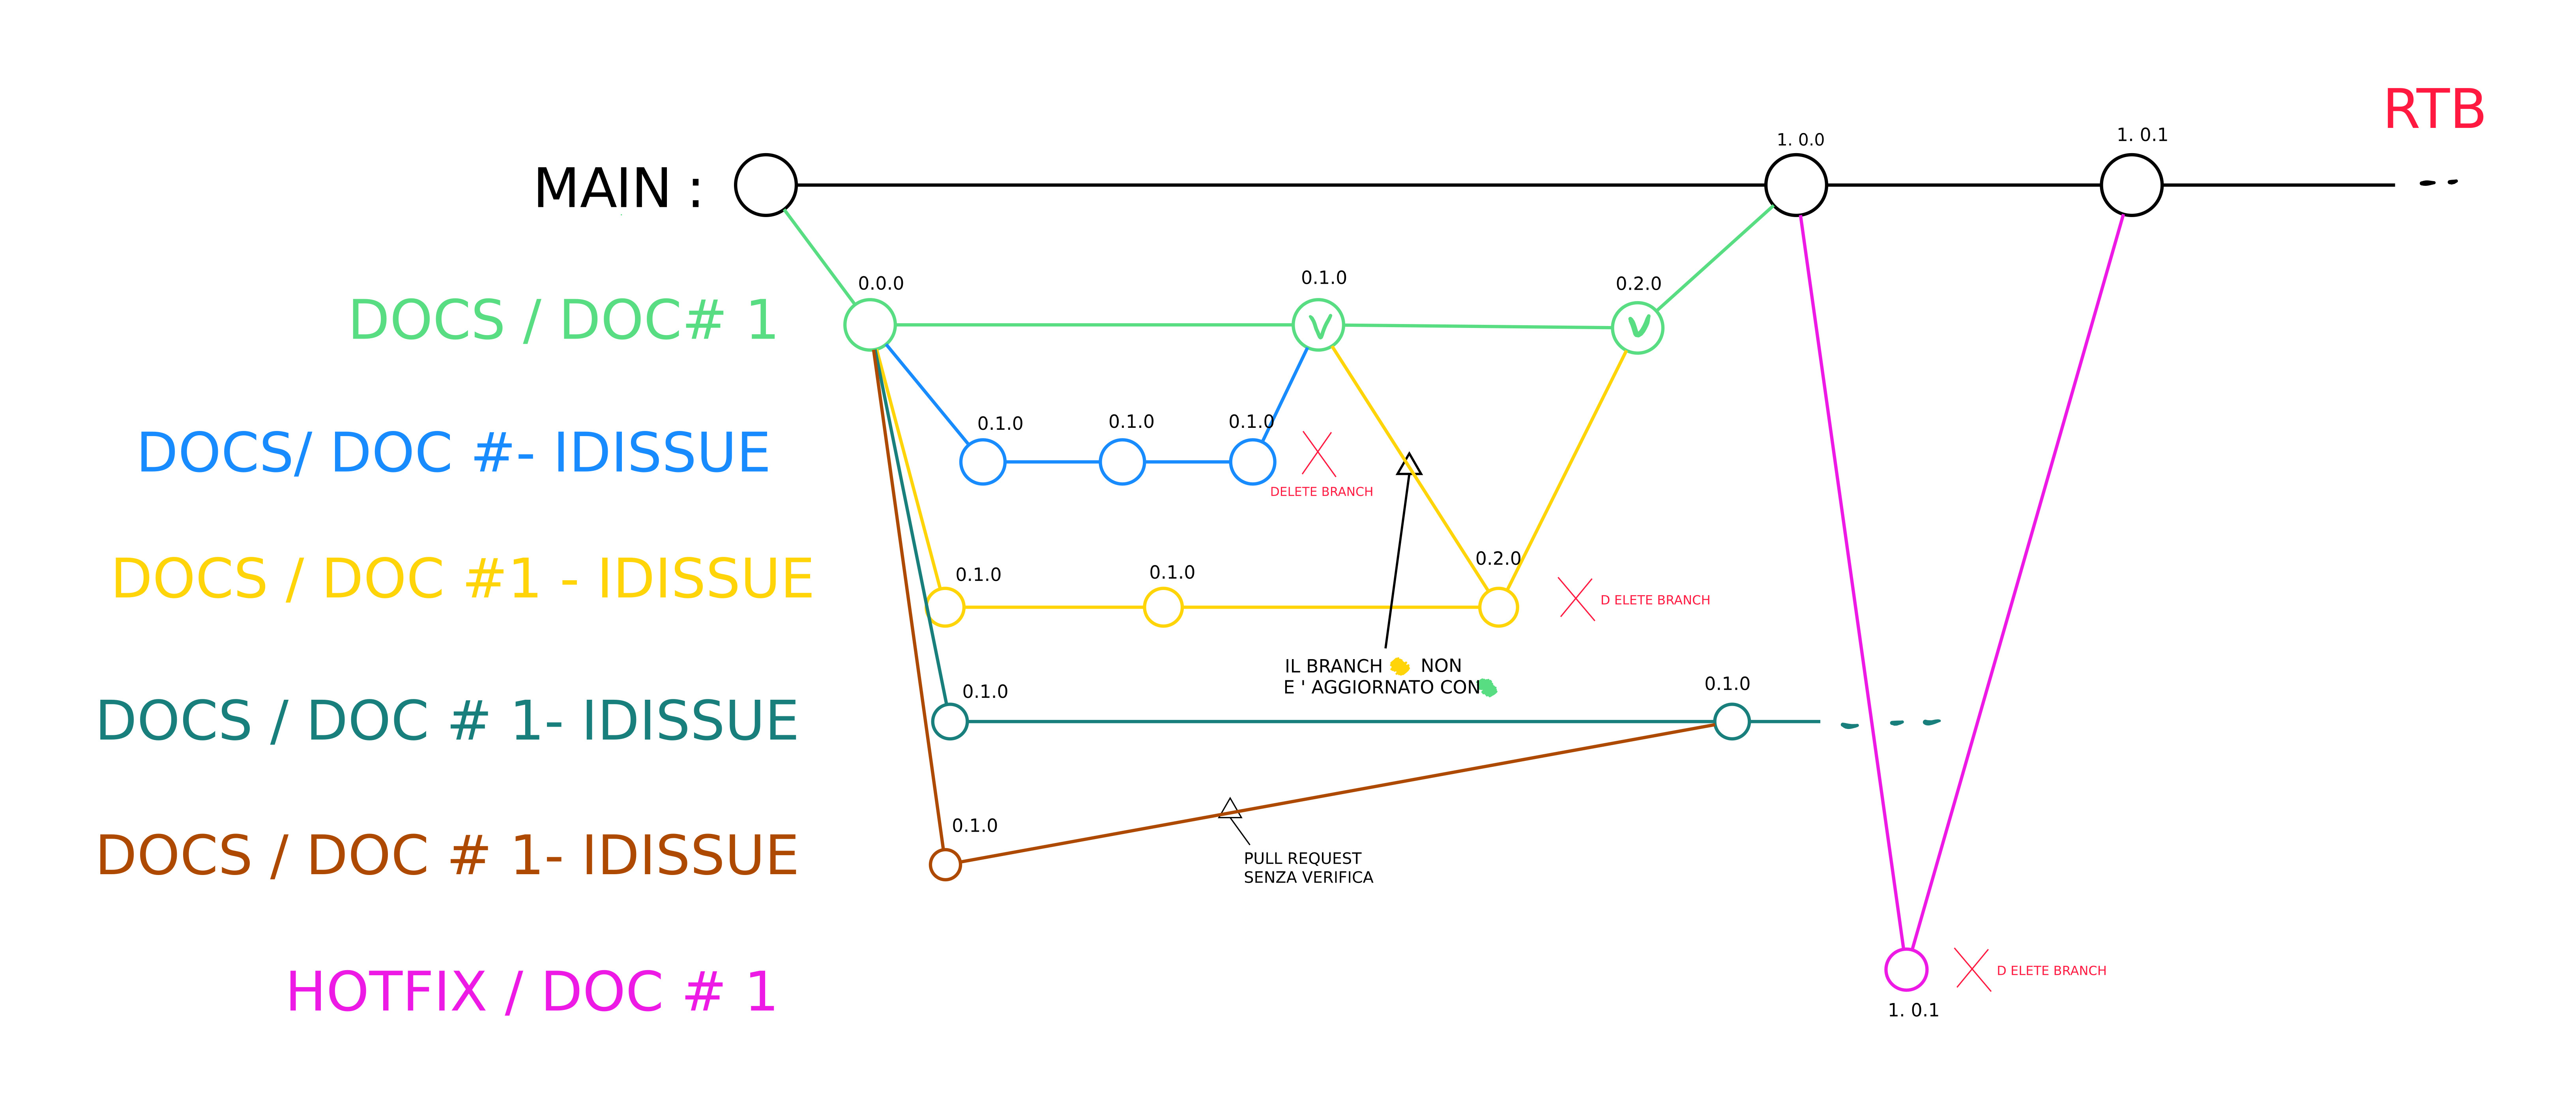 RTB
1. 0.0
1. 0.1
MAIN :
0.0.0
0.1.0
0.2.0
DOCS / DOC# 1
V
V
0.1.0
0.1.0
0.1.0
DOCS/ DOC #- IDISSUE
DELETE BRANCH
0.1.0
0.1.0
0.2.0
DOCS / DOC #1 - IDISSUE
D ELETE BRANCH
IL BRANCH NON
E ' AGGIORNATO CON
0.1.0
0.1.0
DOCS / DOC # 1- IDISSUE
0.1.0
DOCS / DOC # 1- IDISSUE
PULL REQUEST
SENZA VERIFICA
HOTFIX / DOC # 1
D ELETE BRANCH
1. 0.1